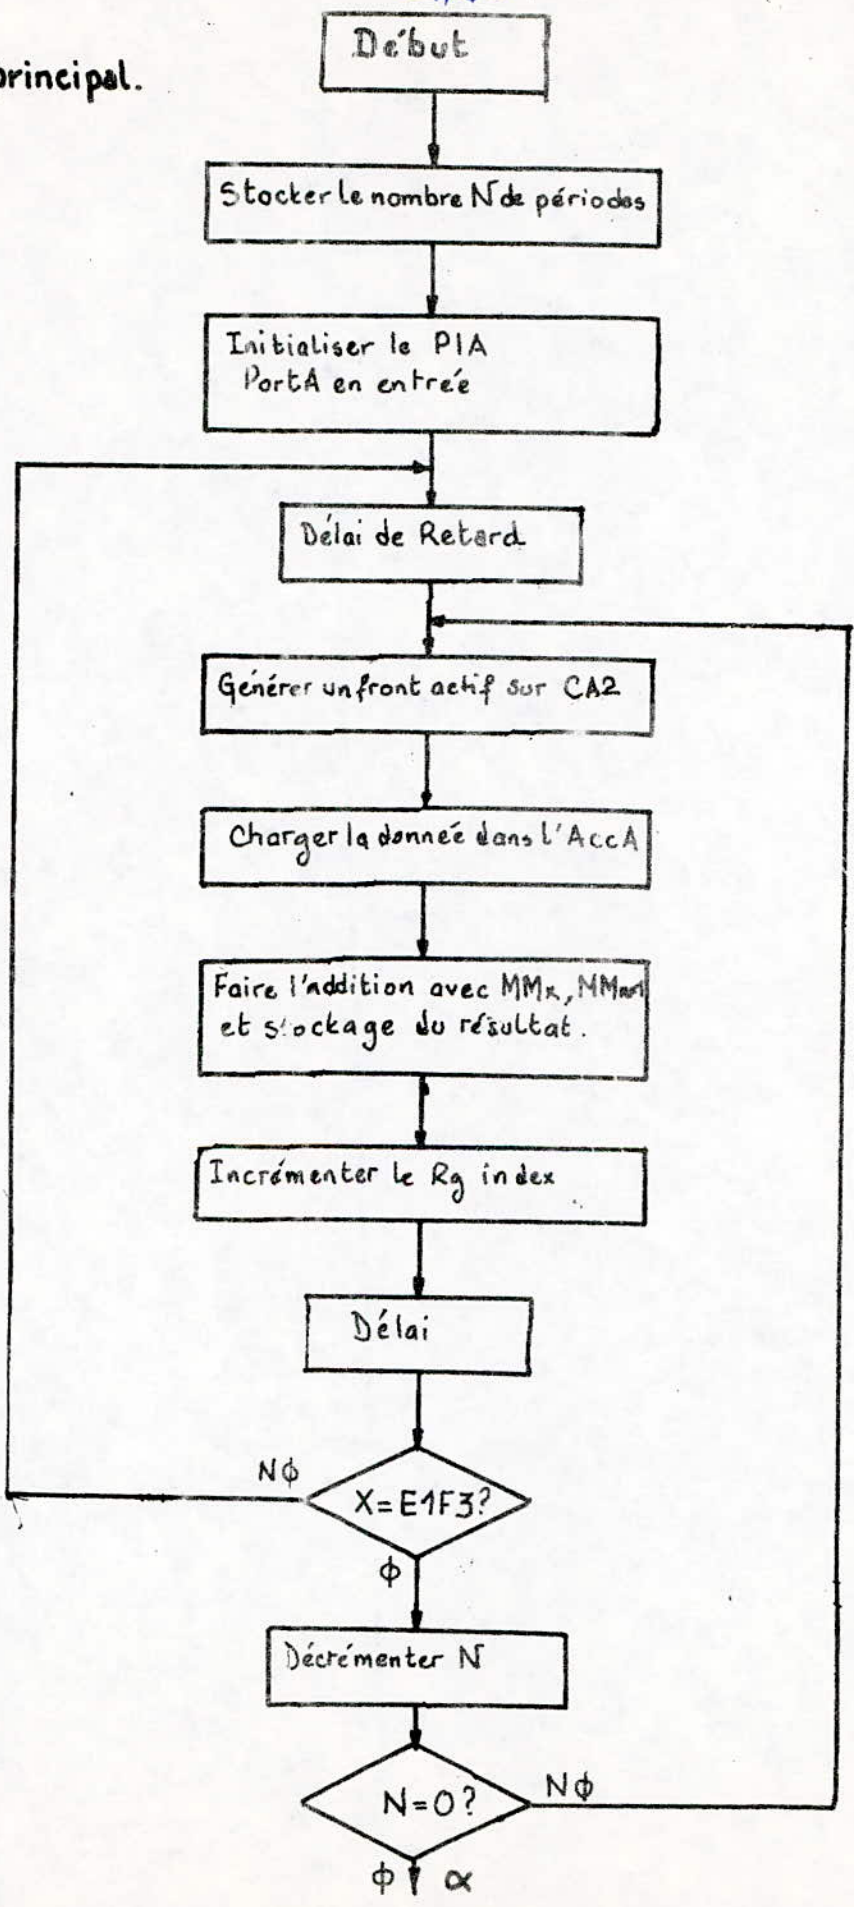 principal.
Début
Stocker le nombre N de périodes
Initialiser le PIA
PortA en entrée
Délai de Retard
Générer un front actif sur CA2
Charger la donnée dans l'AccA
Faire l'addition avec MMx,
et stockage du résultat.
Incrémenter le Rg index
Délai
NΦ
X=E1F3?
Φ
Décrémenter N
N=0?
NΦ
Φ α